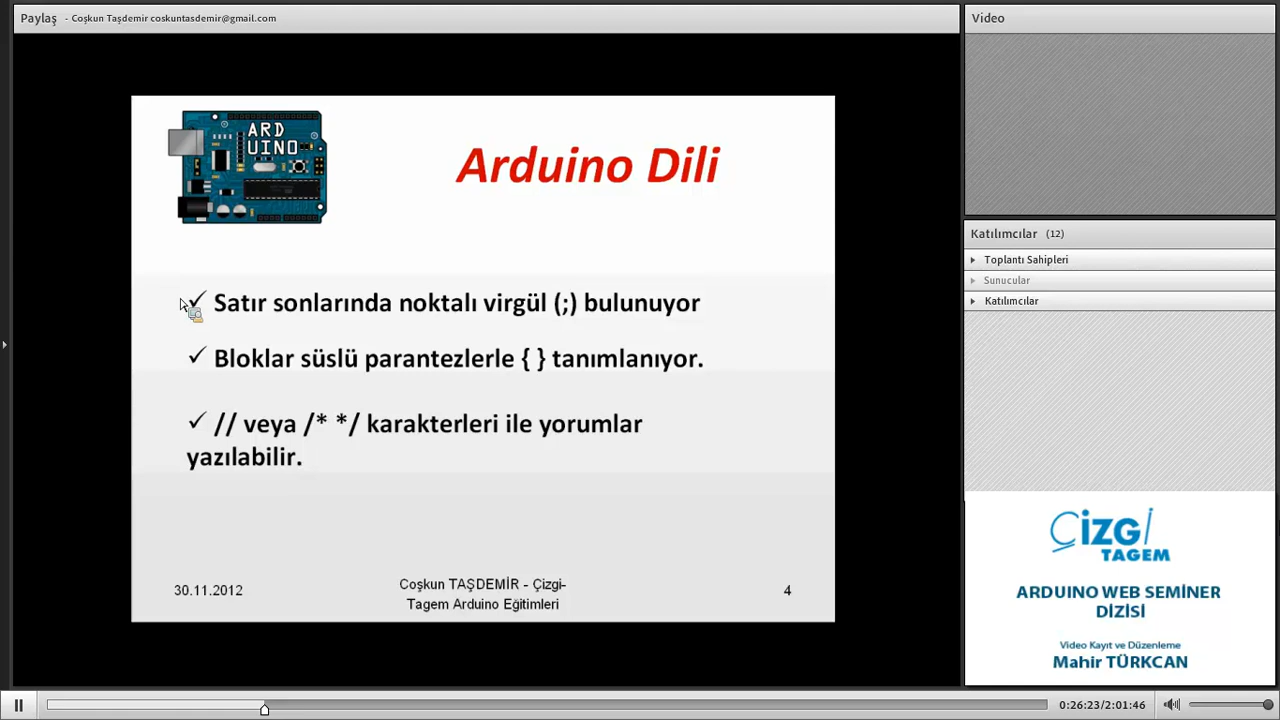 Paylaş - Coşkun Taşdemir coskuntasdemir@gmail.com
Video
ARD
UINO
Arduino Dili
Katılımcılar (12)
Toplantı Sahipleri
Sunucular
Katılımcılar
✓ Satır sonlarında noktalı virgül (;) bulunuyor
✓ Bloklar süslü parantezlerle { } tanımlanıyor.
✓ // veya /* */ karakterleri ile yorumlar
yazılabilir.
30.11.2012
Coşkun TAŞDEMİR - Çizgi-
Tagem Arduino Eğitimleri
4
ÇİZGİ
TAGEM
ARDUINO WEB SEMINER
DİZİSİ
Video Kayıt ve Düzenleme
Mahir TÜRKCAN
0:26:23/2:01:46